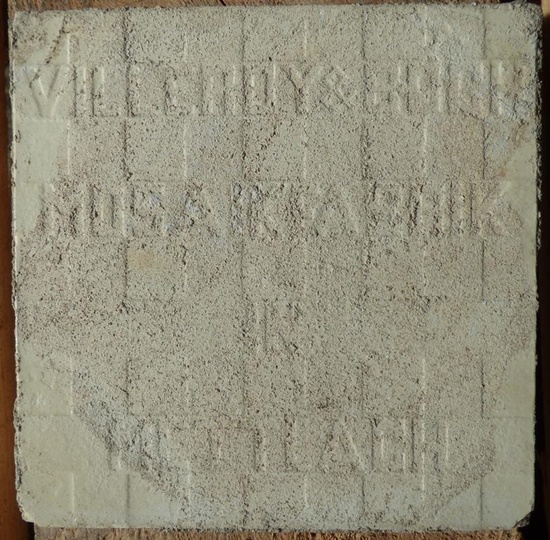 VILLEROY & BOCH
MOSAIKFABRIK
IN
METTLACH